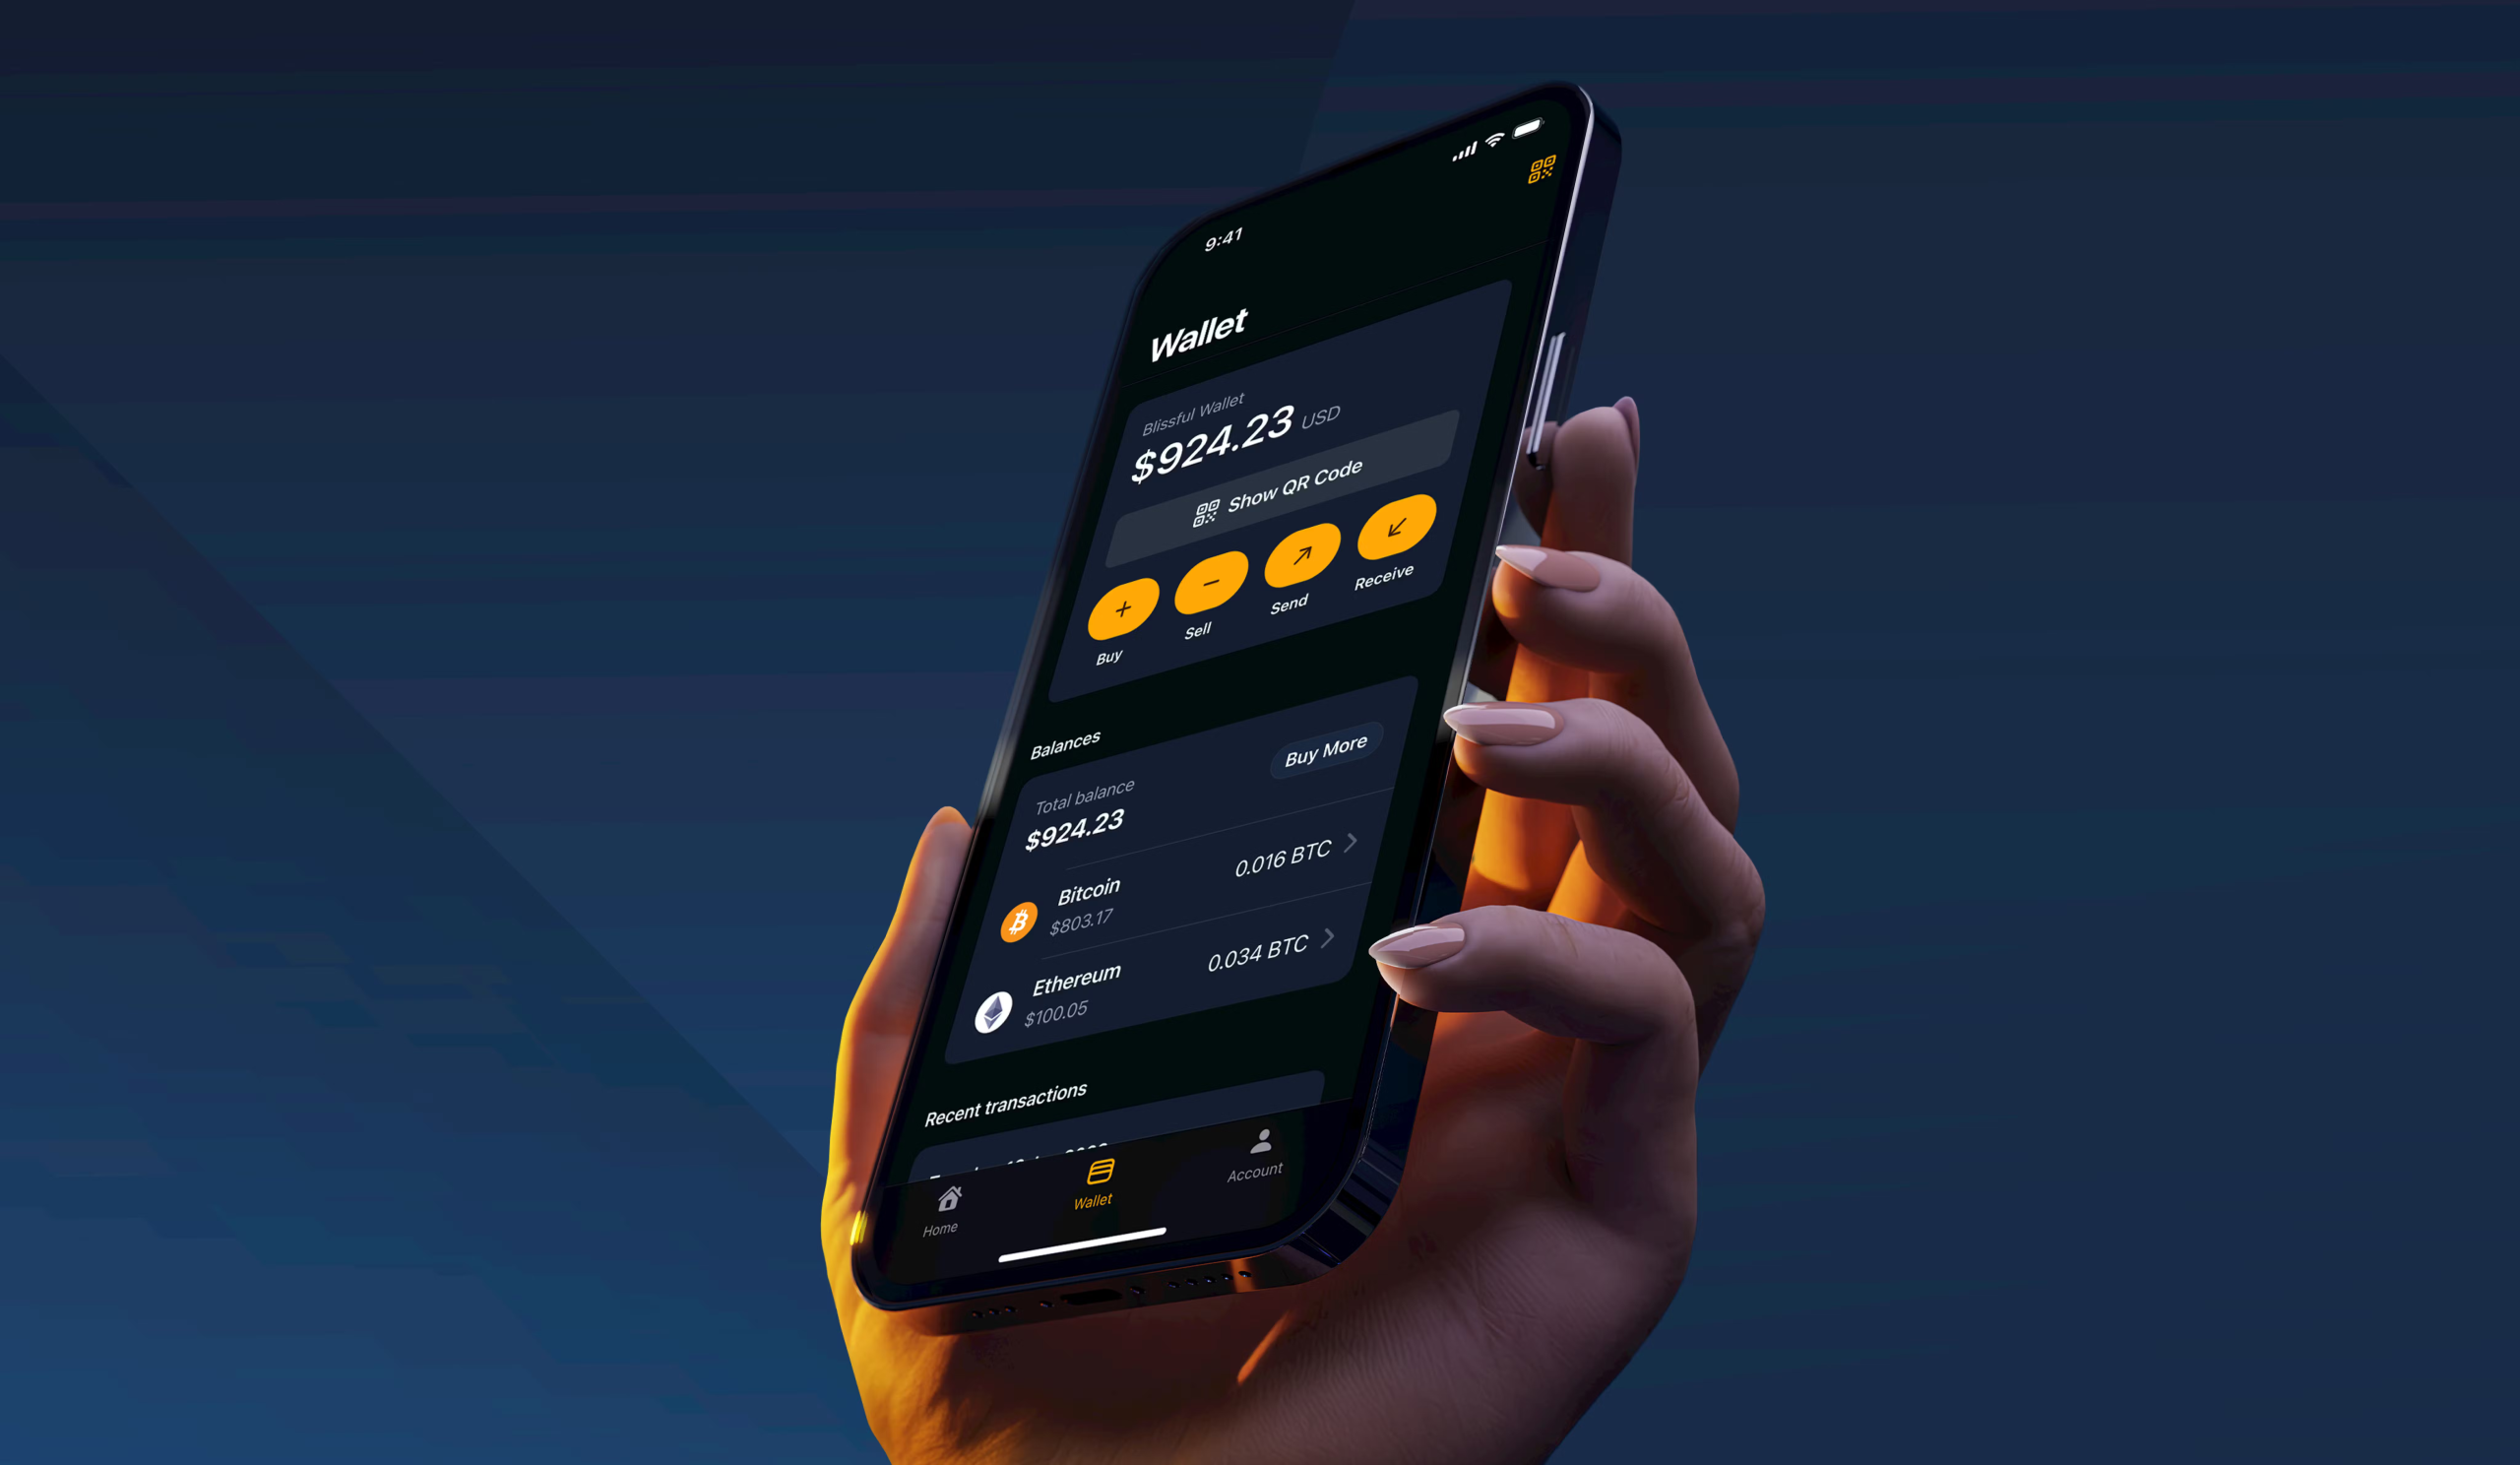 9:41
Wallet
Blissful Wallet
$924.23 USD
Show QR Code
Buy
Sell
Send
Receive
Balances
Total balance
$924.23
Buy More
Bitcoin
$803.17
0.016 BTC
Ethereum
$100.05
0.034 BTC
Recent transactions
Home
Wallet
Account